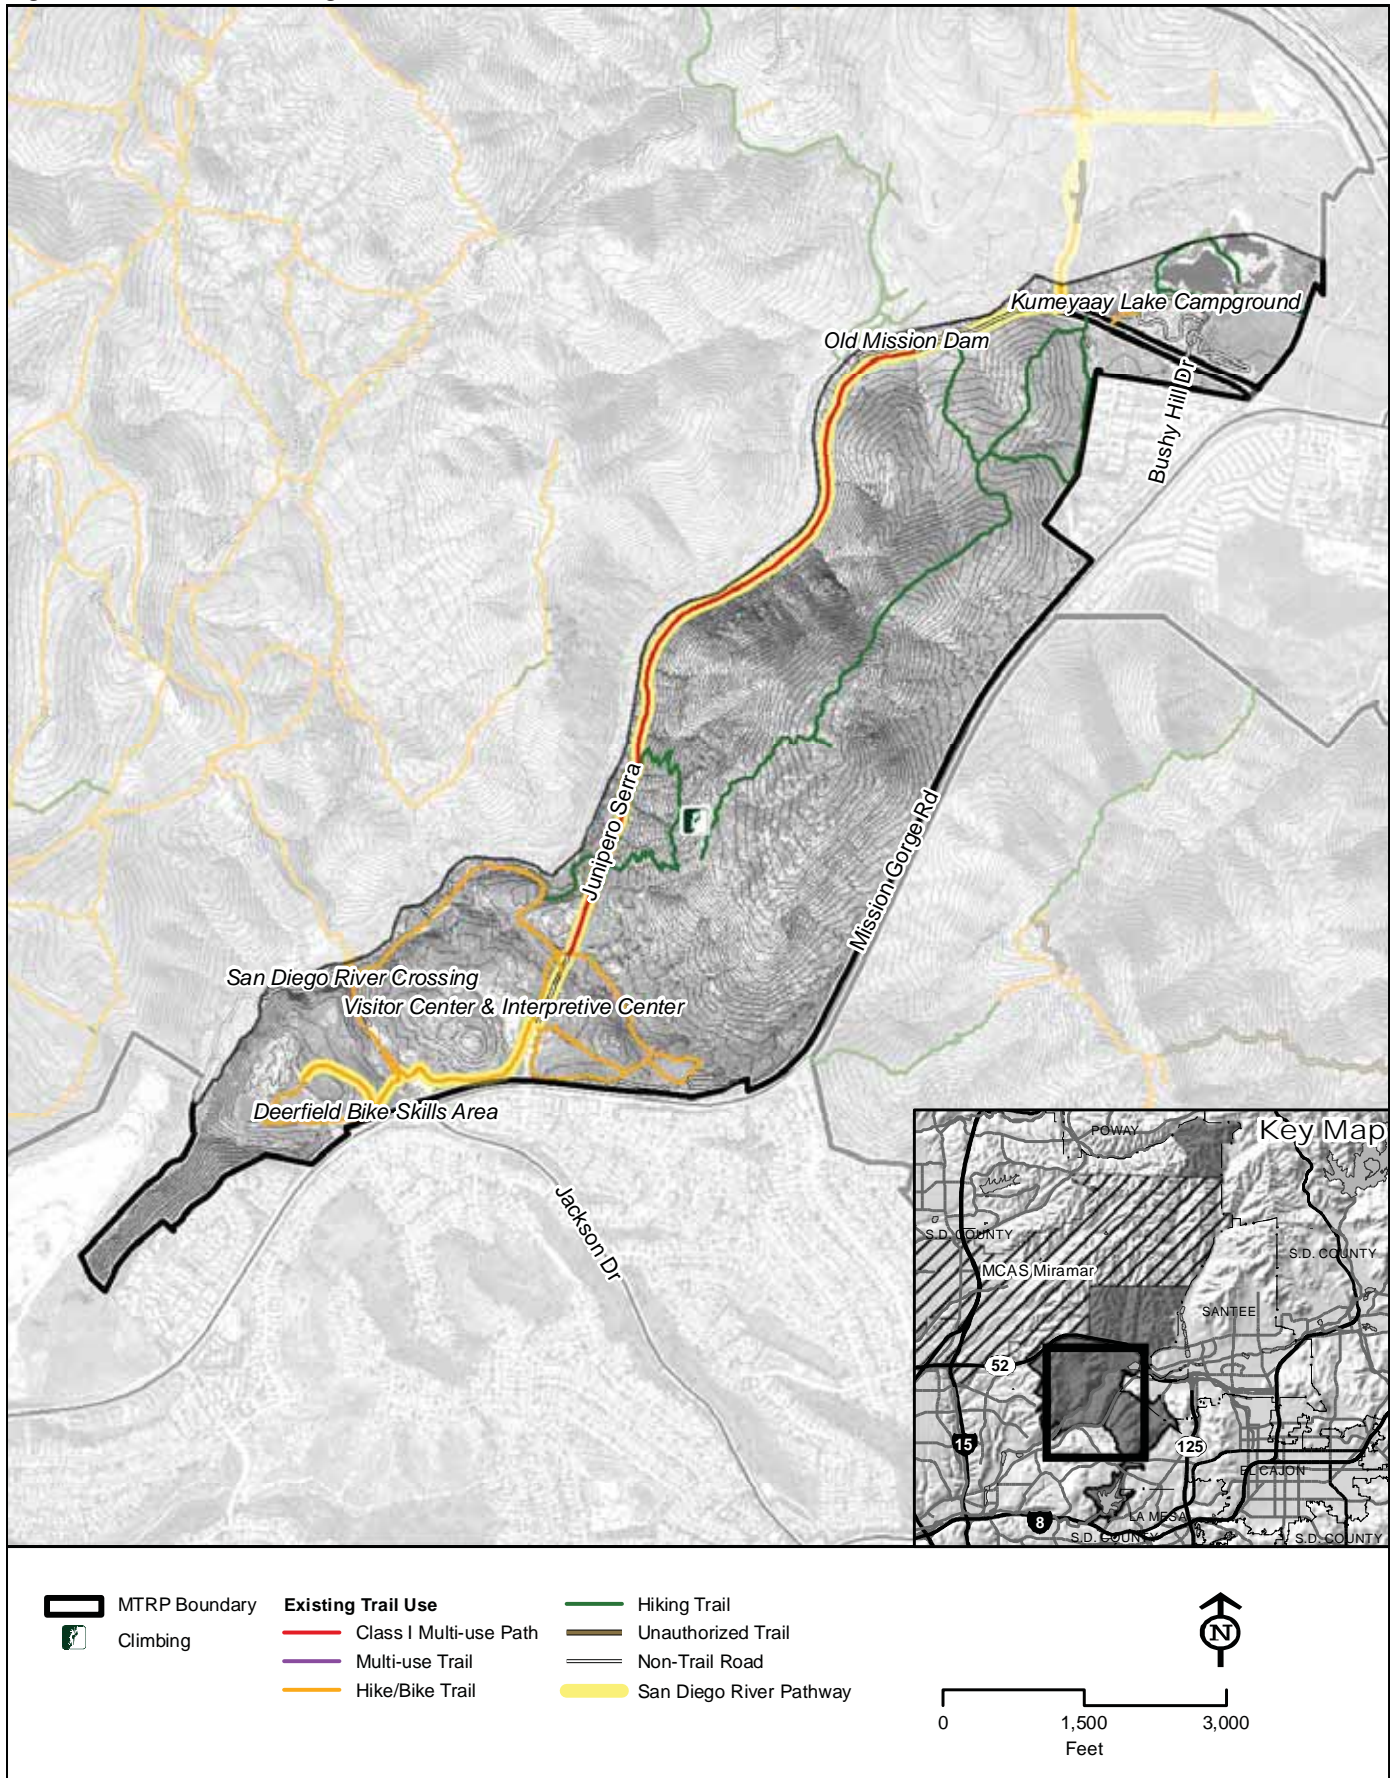 Kumeyaay Lake Campground
Old Mission Dam
Bushy Hill Dr
Junipero Serra
Mission Gorge Rd
San Diego River Crossing
Visitor Center & Interpretive Center
Deerfield Bike Skills Area
Jackson Dr
Key Map
POWAY
S.D. COUNTY
S.D. COUNTY
MCAS Miramar
SANTEE
52
15
125
EL CAJON
8
LA MESA
S.D. COUNTY
S.D. COUNTY
MTRP Boundary
Climbing
Existing Trail Use
Class I Multi-use Path
Multi-use Trail
Hike/Bike Trail
Hiking Trail
Unauthorized Trail
Non-Trail Road
San Diego River Pathway
N
0 1,500 3,000
Feet